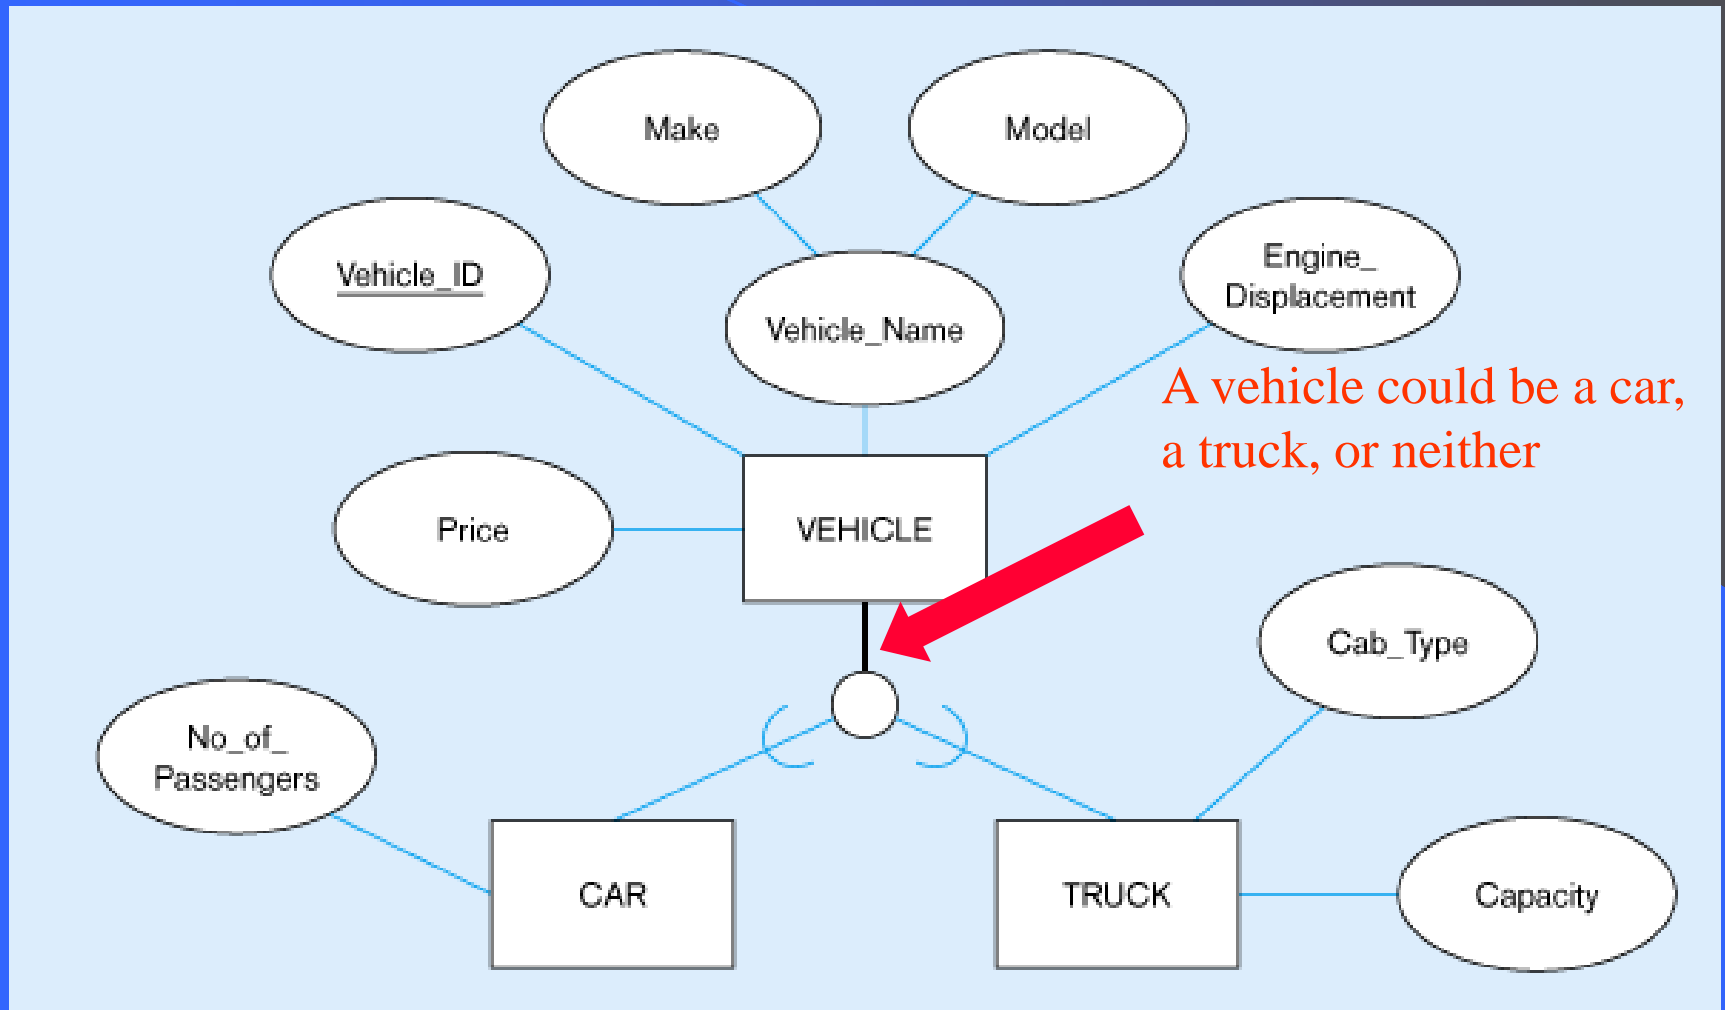 Make
Model
Vehicle_ID
Vehicle_Name
Engine_
Displacement
A vehicle could be a car,
a truck, or neither
Price
VEHICLE
Cab_Type
No_of_
Passengers
CAR
TRUCK
Capacity